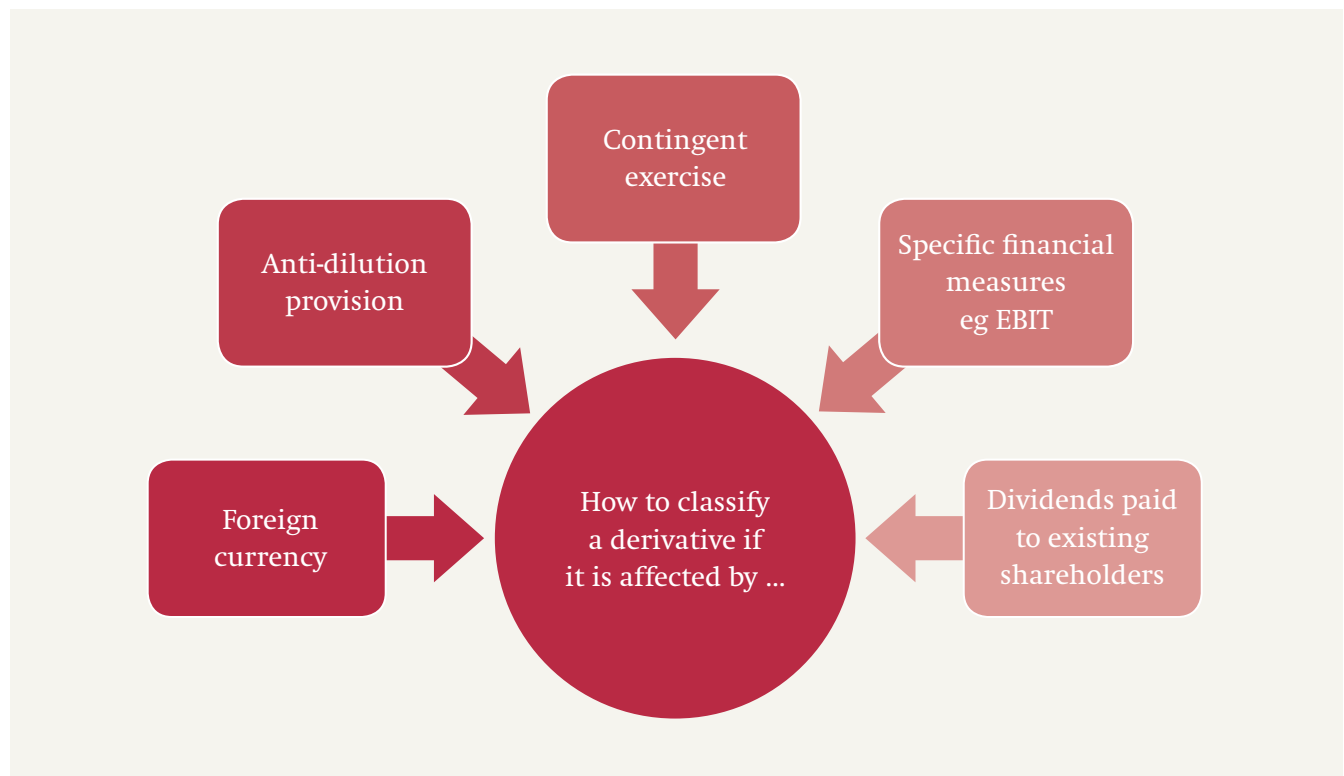 Contingent
exercise
Anti-dilution
provision
Specific financial
measures
eg EBIT
Foreign
currency
How to classify
a derivative if
it is affected by ...
Dividends paid
to existing
shareholders